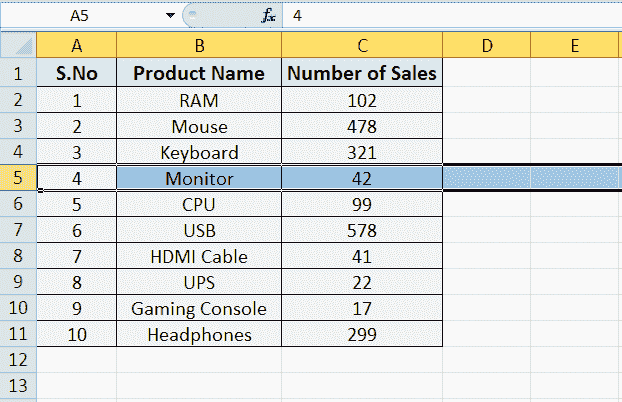 A5 fx 4
A B C D E
1 S.No Product Name Number of Sales
2 1 RAM 102
3 2 Mouse 478
4 3 Keyboard 321
5 4 Monitor 42
6 5 CPU 99
7 6 USB 578
8 7 HDMI Cable 41
9 8 UPS 22
10 9 Gaming Console 17
11 10 Headphones 299
12
13